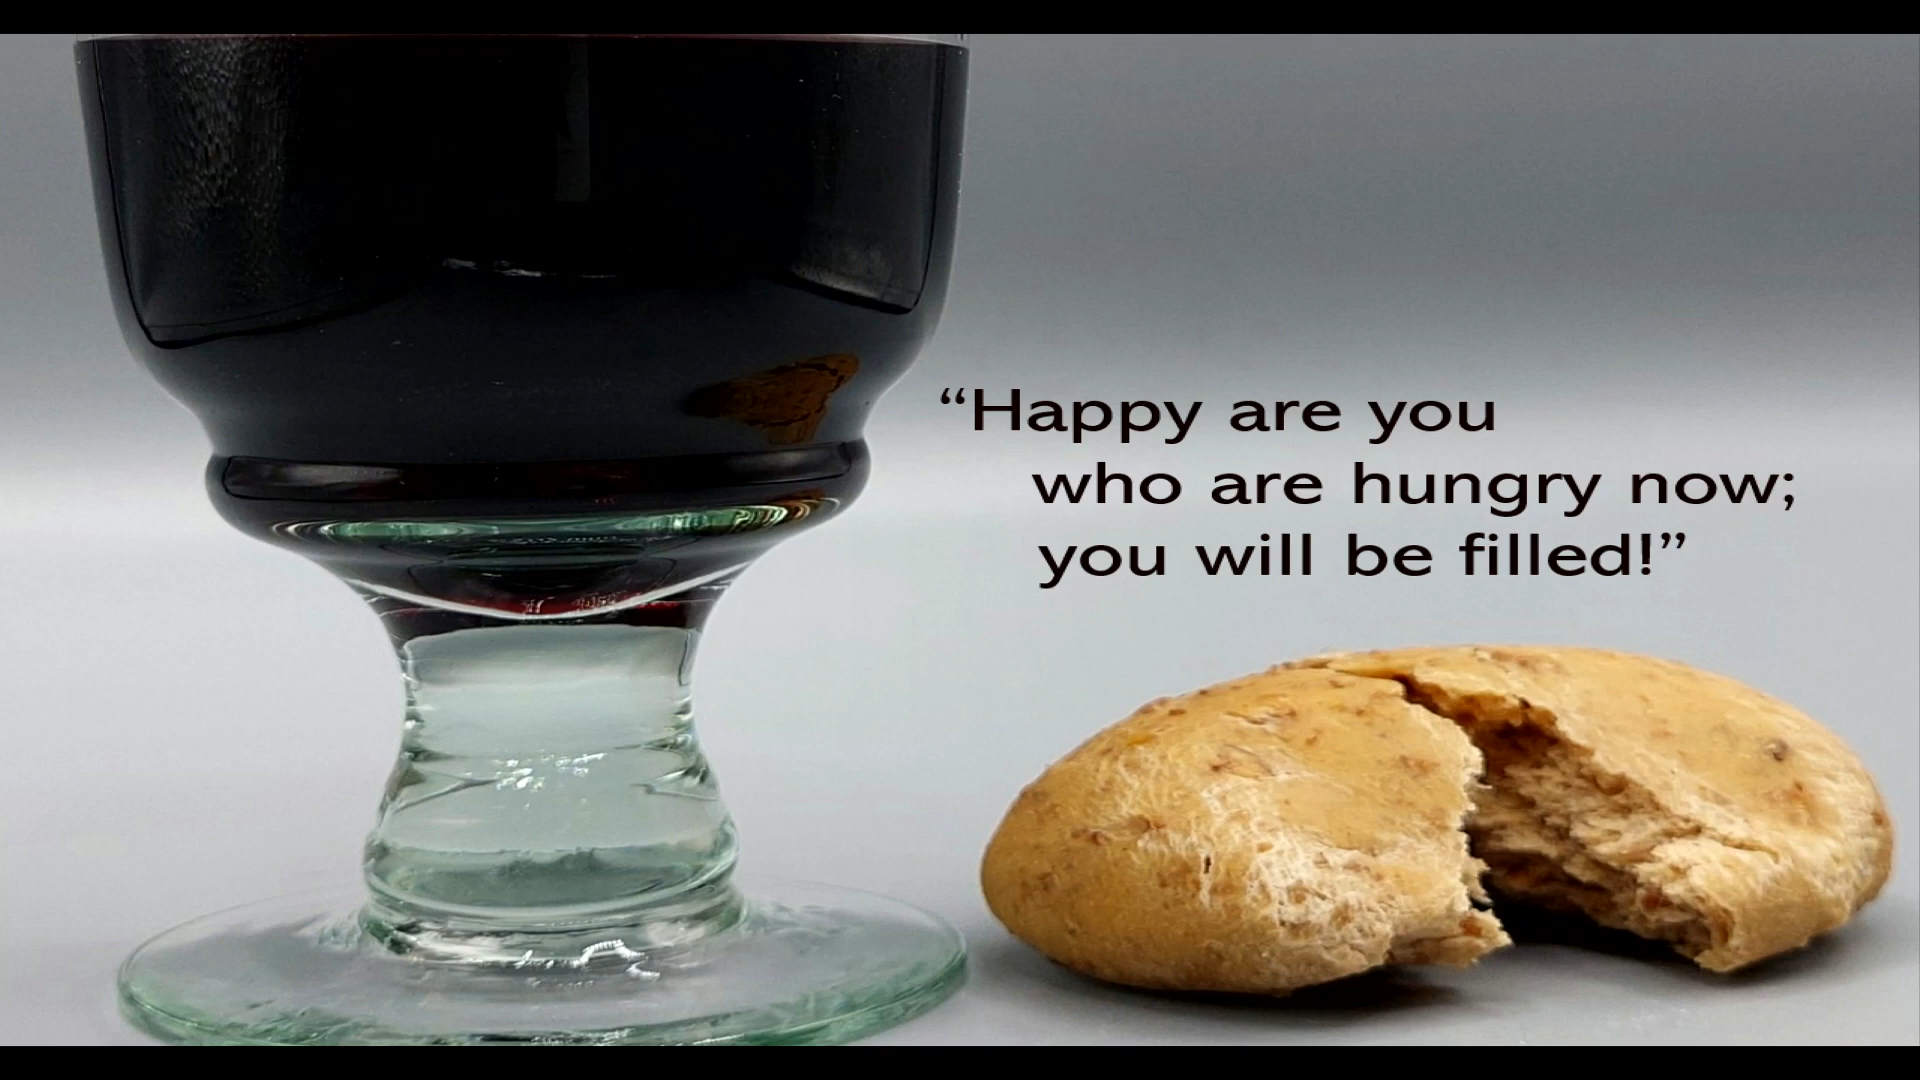 “Happy are you
who are hungry now;
you will be filled!”